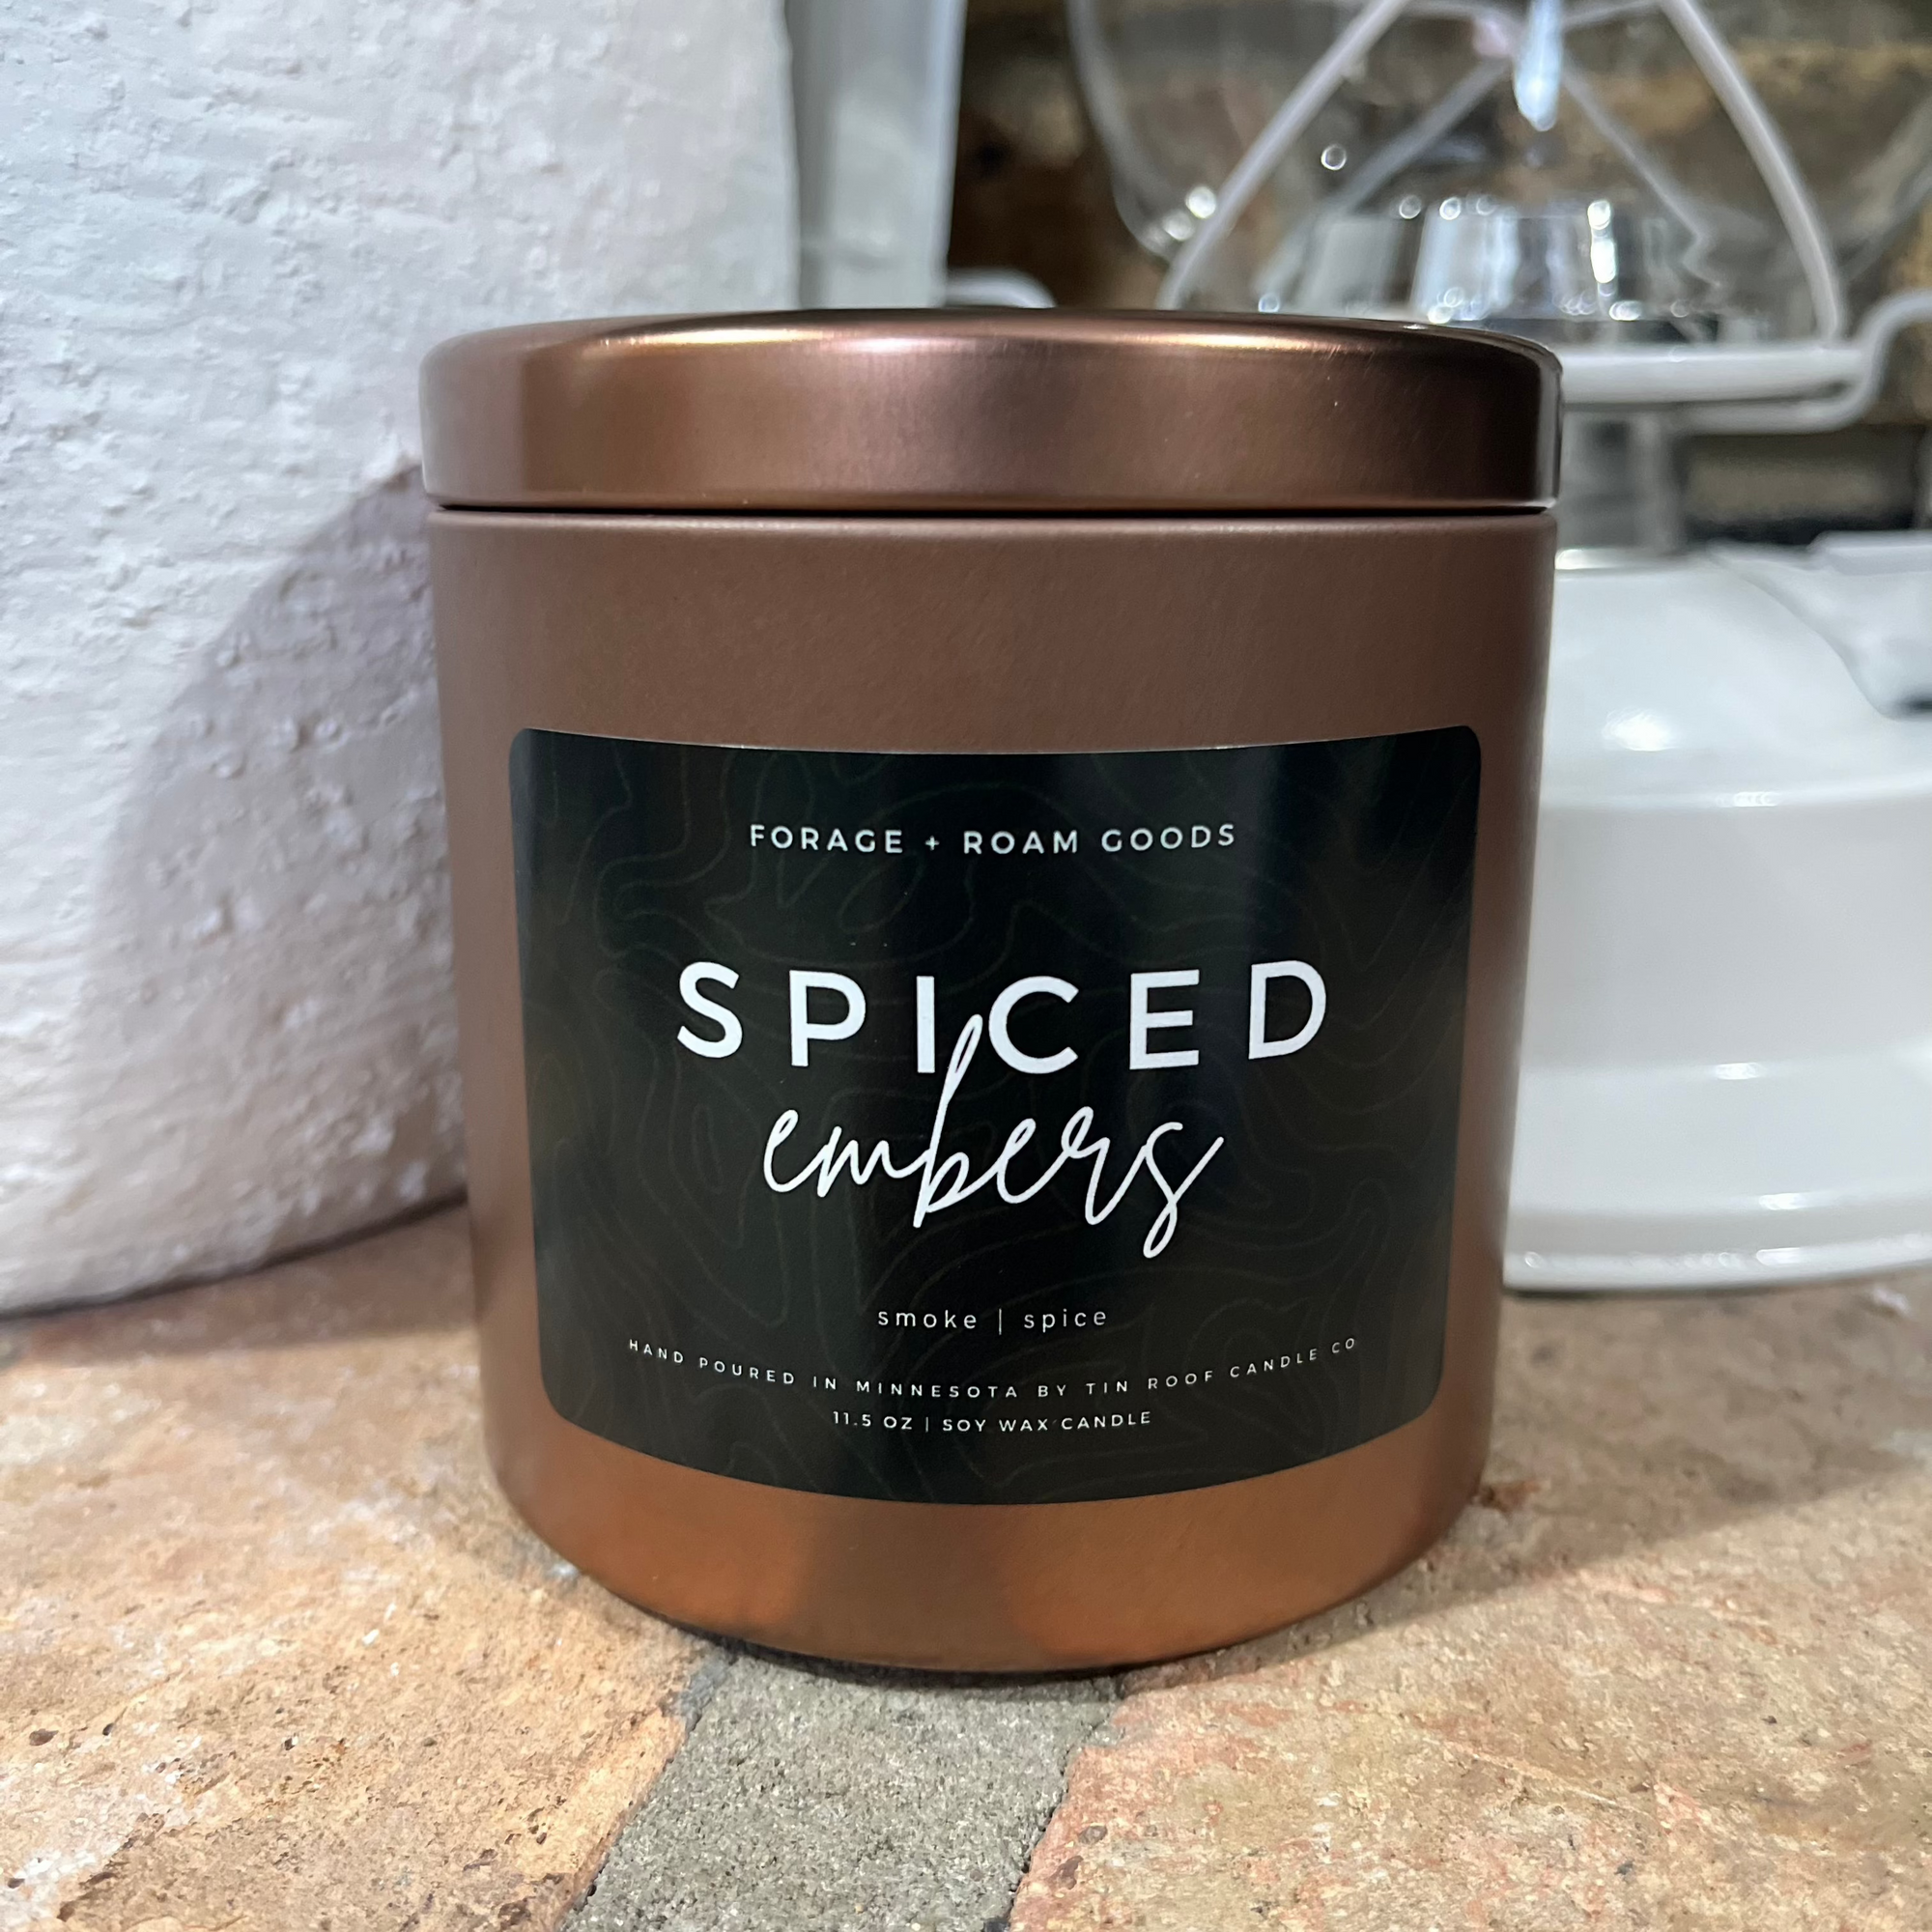 FORAGE + ROAM GOODS
SPICED
embers
smoke | spice
HAND POURED IN MINNESOTA BY TIN ROOF CANDLE CO
11.5 OZ | SOY WAX CANDLE